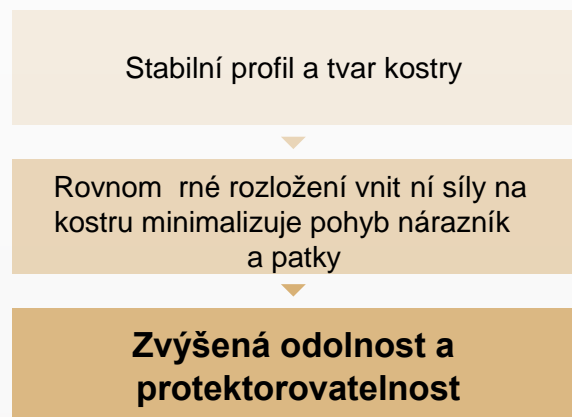 Stabilní profil a tvar kostry
Rovnom rné rozložení vnit ní síly na
kostru minimalizuje pohyb nárazník
a patky
Zvýšená odolnost a
protektorovatelnost